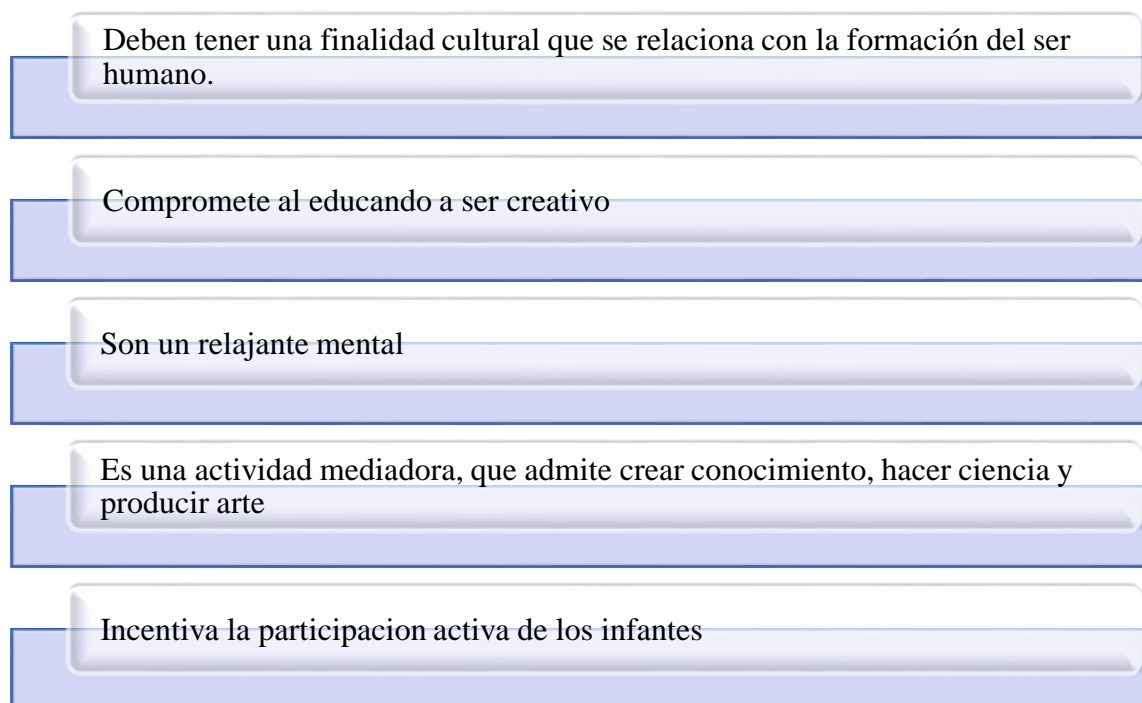 Deben tener una finalidad cultural que se relaciona con la formación del ser
humano.
Compromete al educando a ser creativo
Son un relajante mental
Es una actividad mediadora, que admite crear conocimiento, hacer ciencia y
producir arte
Incentiva la participacion activa de los infantes